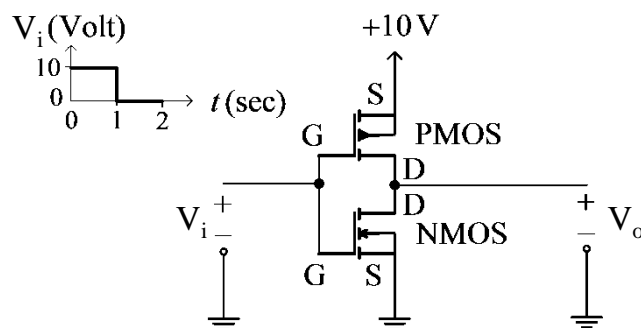 V_i (Volt)
10
0
0 1 2
t (sec)
+10 V
S
G
PMOS
D
D
NMOS
G S
V_i + −
+ − V_o